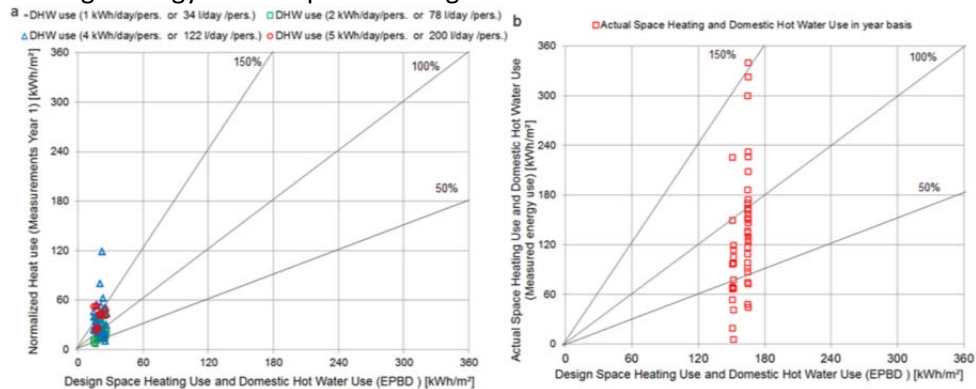 a
-DHW use (1 kWh/day/pers. or 34 l/day /pers.) DHW use (2 kWh/day/pers. or 78 l/day /pers.)
DHW use (4 kWh/day/pers. or 122 l/day /pers.) DHW use (5 kWh/day/pers. or 200 l/day /pers.)
Normalized Heat use (Measurements Year 1) [kWh/m²]
360
300
240
180
120
60
0
150%
100%
50%
0 60 120 180 240 300 360
Design Space Heating Use and Domestic Hot Water Use (EPBD ) [kWh/m²]
b
Actual Space Heating and Domestic Hot Water Use in year basis
Actual Space Heating Use and Domestic Hot Water Use
(Measured energy use) [kWh/m²]
360
300
240
180
120
60
0
150%
100%
50%
0 60 120 180 240 300 360
Design Space Heating Use and Domestic Hot Water Use (EPBD ) [kWh/m²]